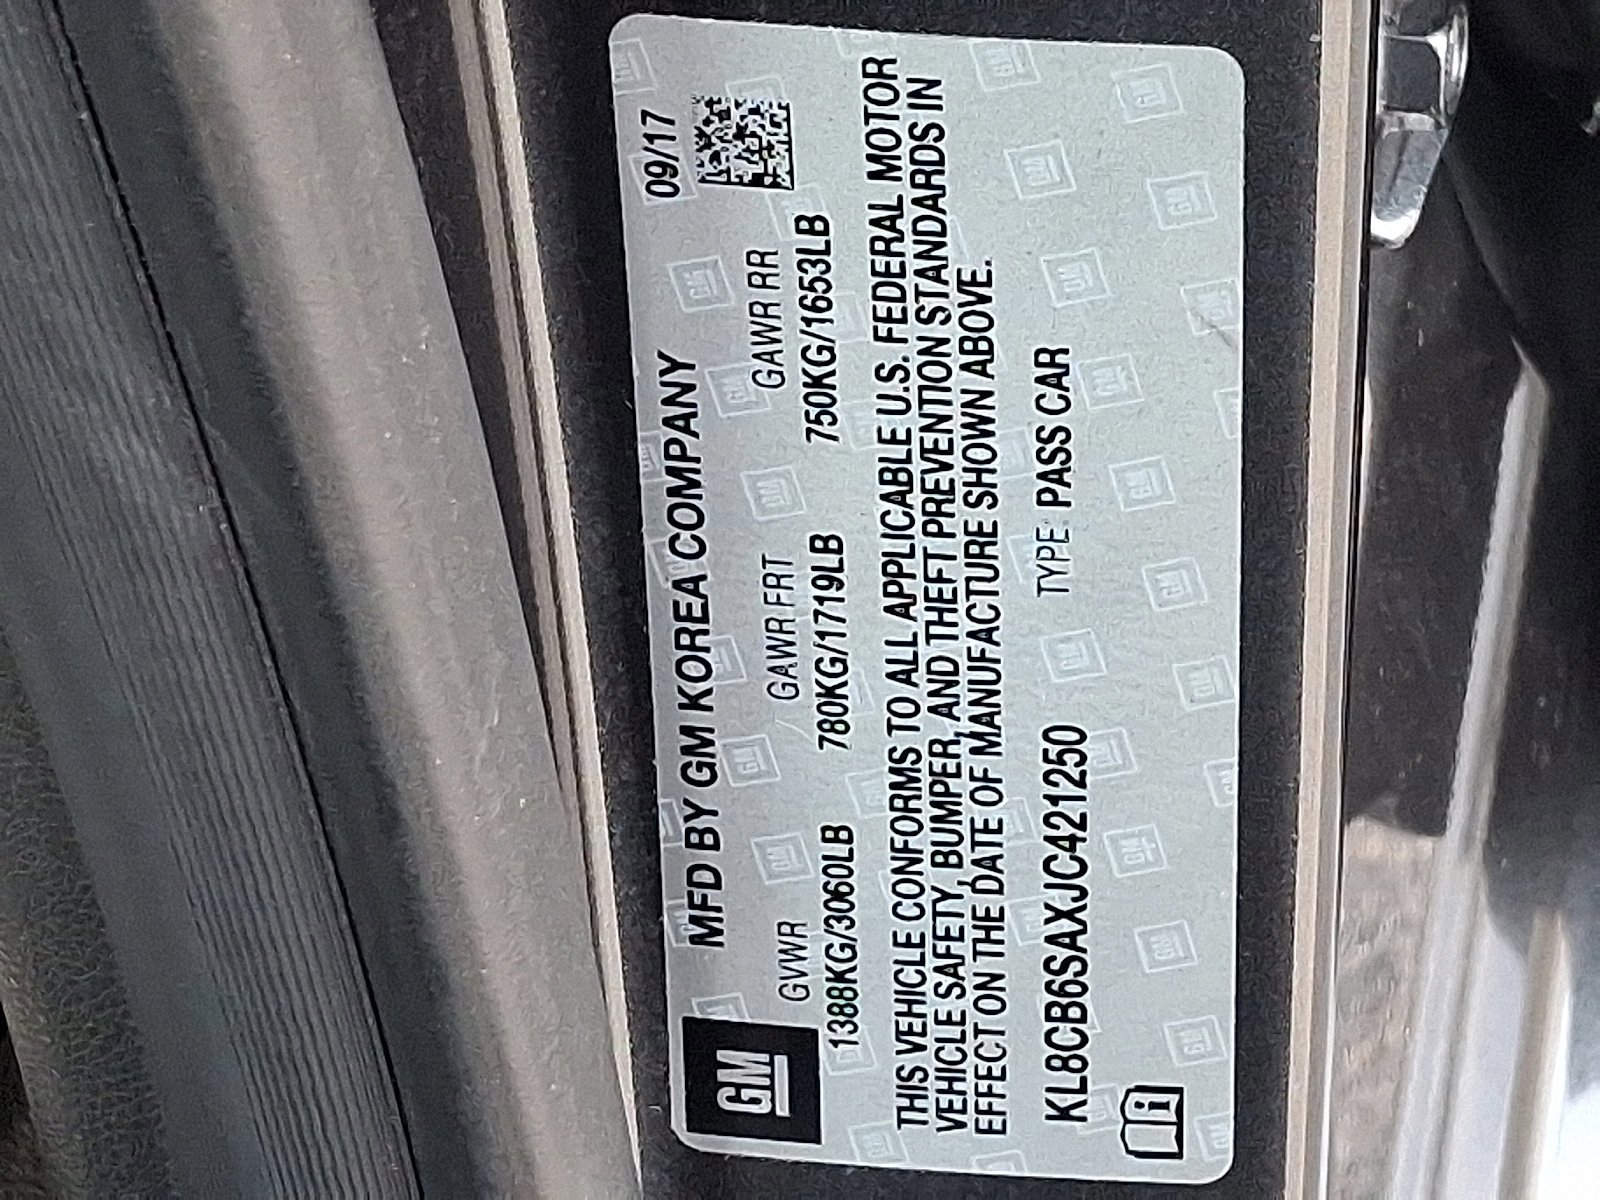 GM
MFD BY GM KOREA COMPANY 09/17
GVWR GAWR FRT GAWR RR
1388KG/3060LB 780KG/1719LB 750KG/1653LB
THIS VEHICLE CONFORMS TO ALL APPLICABLE U.S. FEDERAL MOTOR
VEHICLE SAFETY, BUMPER, AND THEFT PREVENTION STANDARDS IN
EFFECT ON THE DATE OF MANUFACTURE SHOWN ABOVE.
KL8CB6SAXJC421250 TYPE: PASS CAR
i